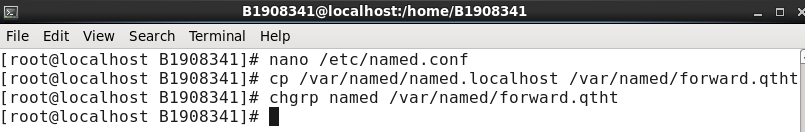 B1908341@localhost:/home/B1908341
File Edit View Search Terminal Help
[root@localhost B1908341]# nano /etc/named.conf
[root@localhost B1908341]# cp /var/named/named.localhost /var/named/forward.qtht
[root@localhost B1908341]# chgrp named /var/named/forward.qtht
[root@localhost B1908341]#